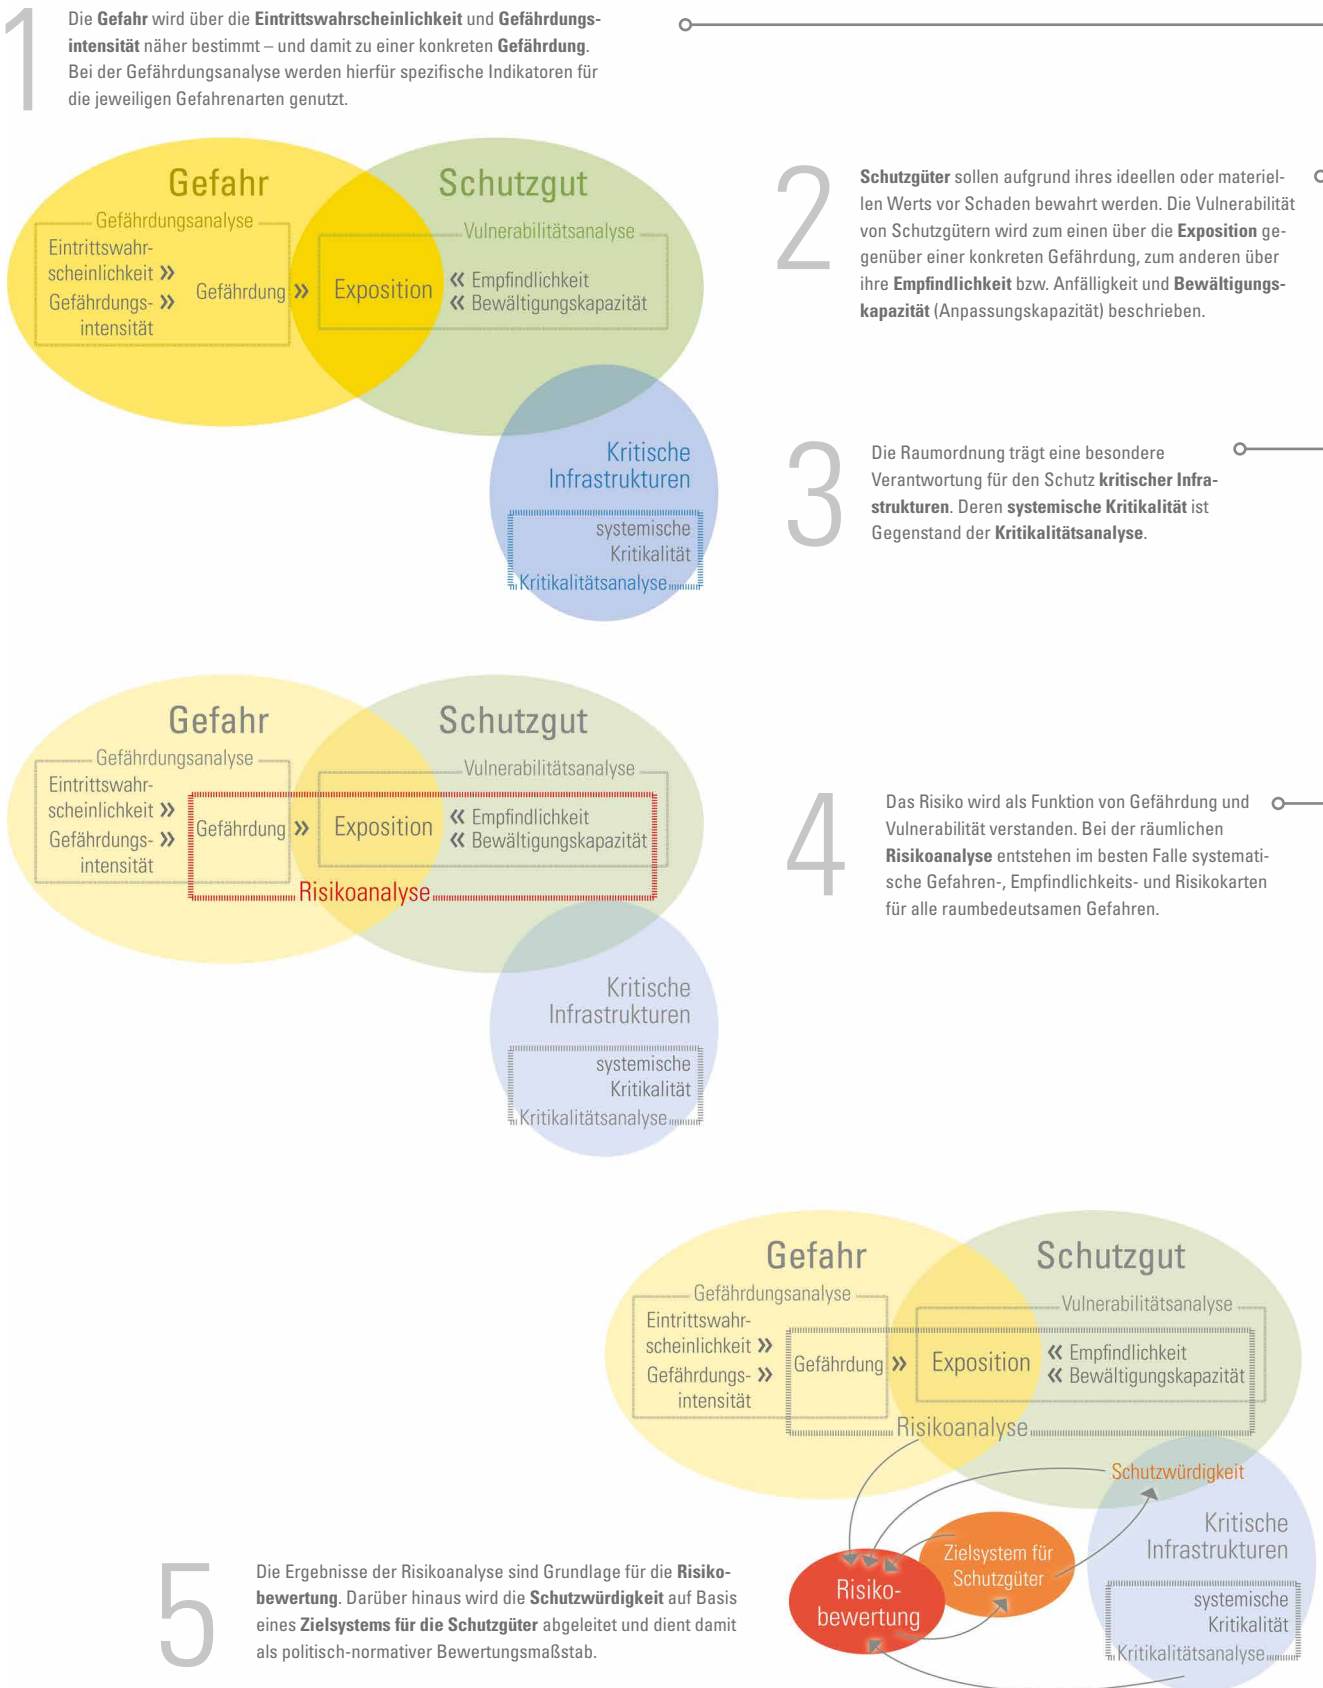 1
Die Gefahr wird über die Eintrittswahrscheinlichkeit und Gefährdungs-
intensität näher bestimmt – und damit zu einer konkreten Gefährdung.
Bei der Gefährdungsanalyse werden hierfür spezifische Indikatoren für
die jeweiligen Gefahrenarten genutzt.
Gefahr
Gefährdungsanalyse
Eintrittswahr-
scheinlichkeit »
Gefährdungs- »
intensität
Gefährdung »
Schutzgut
Vulnerabilitätsanalyse
Exposition
« Empfindlichkeit
« Bewältigungskapazität
Kritische
Infrastrukturen
systemische
Kritikalität
Kritikalitätsanalyse
2
Schutzgüter sollen aufgrund ihres ideellen oder materiel-
len Werts vor Schaden bewahrt werden. Die Vulnerabilität
von Schutzgütern wird zum einen über die Exposition ge-
genüber einer konkreten Gefährdung, zum anderen über
ihre Empfindlichkeit bzw. Anfälligkeit und Bewältigungs-
kapazität (Anpassungskapazität) beschrieben.
3
Die Raumordnung trägt eine besondere
Verantwortung für den Schutz kritischer Infra-
strukturen. Deren systemische Kritikalität ist
Gegenstand der Kritikalitätsanalyse.
Gefahr
Gefährdungsanalyse
Eintrittswahr-
scheinlichkeit »
Gefährdungs- »
intensität
Gefährdung »
Schutzgut
Vulnerabilitätsanalyse
Exposition
« Empfindlichkeit
« Bewältigungskapazität
Risikoanalyse
Kritische
Infrastrukturen
systemische
Kritikalität
Kritikalitätsanalyse
4
Das Risiko wird als Funktion von Gefährdung und
Vulnerabilität verstanden. Bei der räumlichen
Risikoanalyse entstehen im besten Falle systemati-
sche Gefahren-, Empfindlichkeits- und Risikokarten
für alle raumbedeutsamen Gefahren.
Gefahr
Gefährdungsanalyse
Eintrittswahr-
scheinlichkeit »
Gefährdungs- »
intensität
Gefährdung »
Schutzgut
Vulnerabilitätsanalyse
Exposition
« Empfindlichkeit
« Bewältigungskapazität
Risikoanalyse
Schutzwürdigkeit
Zielsystem für
Schutzgüter
Risiko-
bewertung
Kritische
Infrastrukturen
systemische
Kritikalität
Kritikalitätsanalyse
5
Die Ergebnisse der Risikoanalyse sind Grundlage für die Risiko-
bewertung. Darüber hinaus wird die Schutzwürdigkeit auf Basis
eines Zielsystems für die Schutzgüter abgeleitet und dient damit
als politisch-normativer Bewertungsmaßstab.